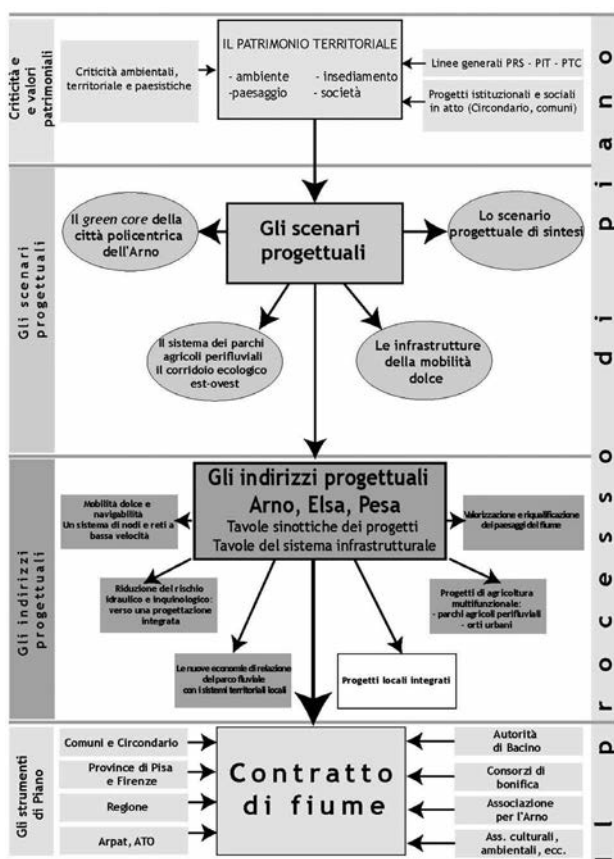 Criticità e
valori
patrimoniali
Criticità ambientali,
territoriale e paesistiche
IL PATRIMONIO TERRITORIALE
- ambiente - insediamento
-paesaggio - società
Linee generali PRS - PIT - PTC
Progetti istituzionali e sociali
in atto (Circondario, comuni)
Gli scenari
progettuali
Il green core della
città policentrica
dell'Arno
Gli scenari
progettuali
Lo scenario
progettuale di sintesi
Il sistema dei parchi
agricoli perifluviali
Il corridoio ecologico
est-ovest
Le infrastrutture
della mobilità
dolce
Gli indirizzi
progettuali
Gli indirizzi progettuali
Arno, Elsa, Pesa
Tavole sinottiche dei progetti
Tavole del sistema infrastrutturale
Mobilità dolce e
navigabilità
Un sistema di nodi e reti a
bassa velocità
Valorizzazione e riqualificazione
dei paesaggi del fiume
Riduzione del rischio
idraulico e inquinologico:
verso una progettazione
integrata
Progetti di agricoltura
multifunzionale:
- parchi agricoli perifluviali
- orti urbani
Le nuove economie di relazione
del parco fluviale
con i sistemi territoriali locali
Progetti locali integrati
Gli strumenti
di Piano
Comuni e Circondario
Province di Pisa
e Firenze
Regione
Arpat, ATO
Contratto
di fiume
Autorità
di Bacino
Consorzi di
bonifica
Associazione
per l'Arno
Ass. culturali,
ambientali, ecc.
Il processo di piano